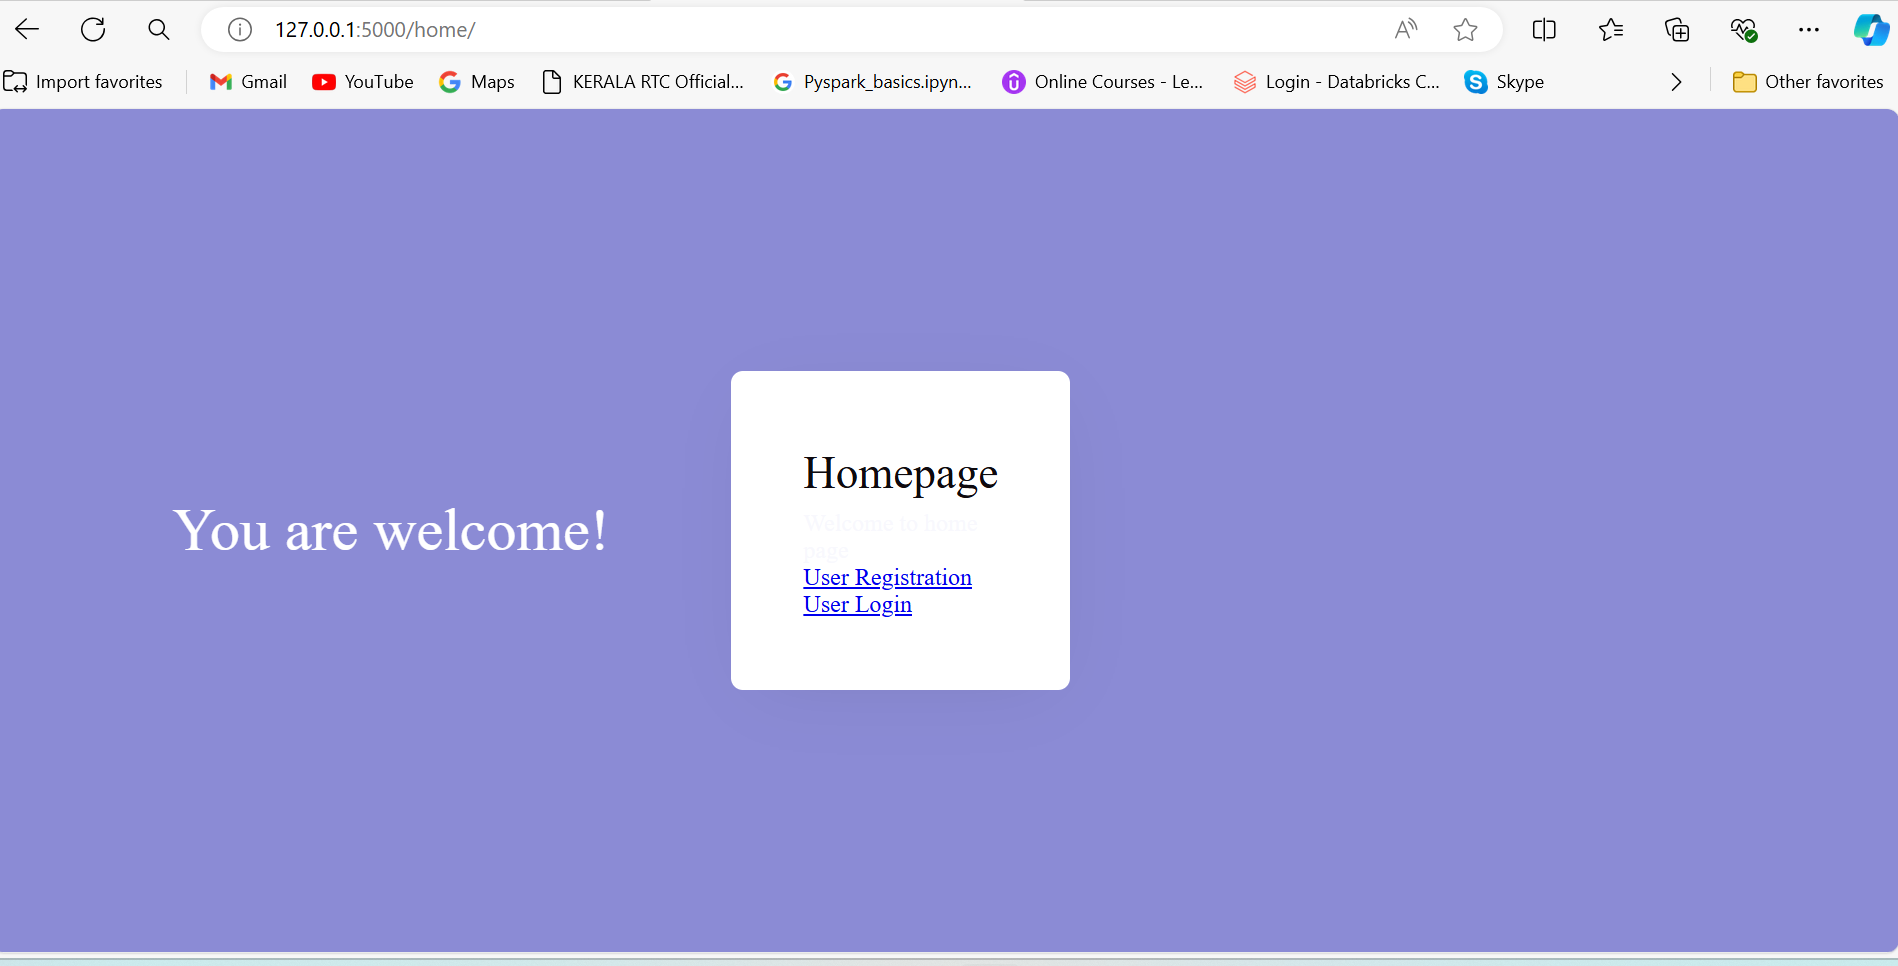 127.0.0.1:5000/home/
Import favorites
Gmail
YouTube
Maps
KERALA RTC Official...
Pyspark_basics.ipyn...
Online Courses - Le...
Login - Databricks C...
Skype
Other favorites
You are welcome!
Homepage
Welcome to home
page
User Registration
User Login